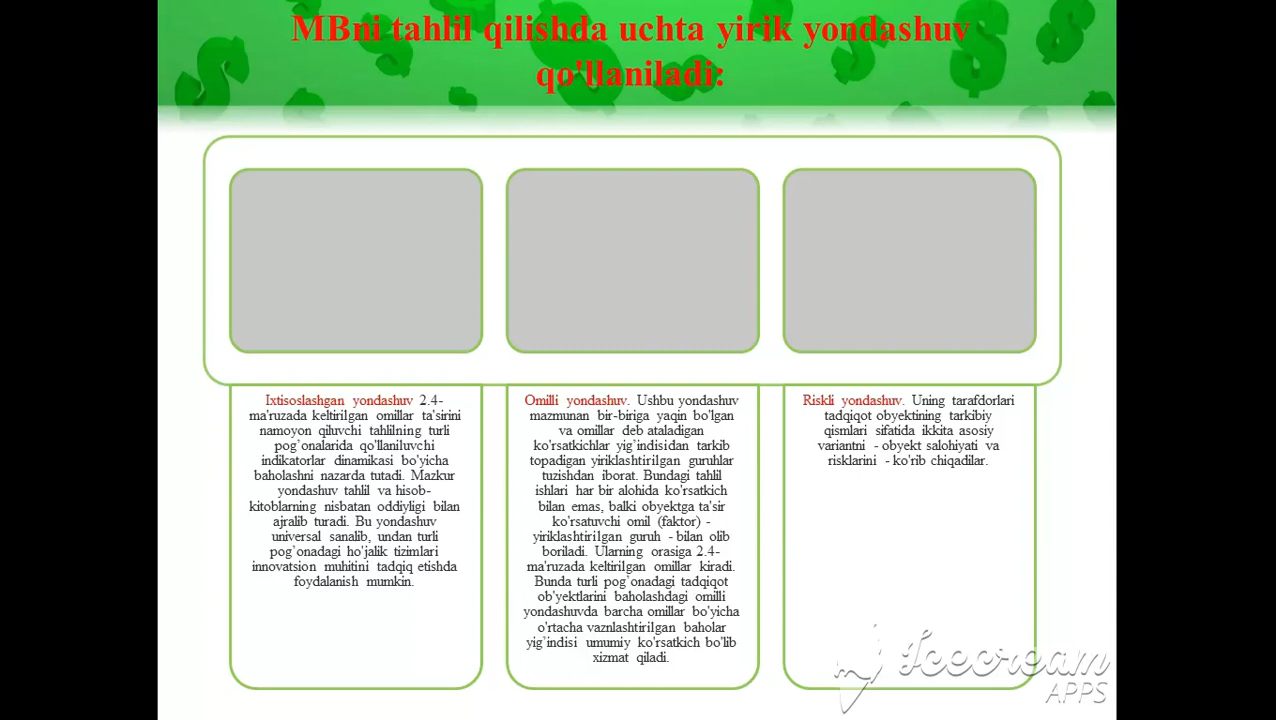 MBni tahlil qilishda uchta yirik yondashuv
qo'llaniladi:
Ixtisoslashgan yondashuv 2.4-
ma'ruzada keltirilgan omillar ta'sirini
namoyon qiluvchi tahlilning turli
pog'onalarida qo'llaniluvchi
indikatorlar dinamikasi bo'yicha
baholashni nazarda tutadi. Mazkur
yondashuv tahlil va hisob-
kitoblarning nisbatan oddiyligi bilan
ajralib turadi. Bu yondashuv
universal sanalib, undan turli
pog'onadagi ho'jalik tizimlari
innovatsion muhitini tadqiq etishda
foydalanish mumkin.
Omilli yondashuv. Ushbu yondashuv
mazmunan bir-biriga yaqin bo'lgan
va omillar deb ataladigan
ko'rsatkichlar yig'indisidan tarkib
topadigan yiriklashtirilgan guruhlar
tuzishdan iborat. Bundagi tahlil
ishlari har bir alohida ko'rsatkich
bilan emas, balki obyektga ta'sir
ko'rsatuvchi omil (faktor) -
yiriklashtirilgan guruh - bilan olib
boriladi. Ularning orasiga 2.4-
ma'ruzada keltirilgan omillar kiradi.
Bunda turli pog'onadagi tadqiqot
ob'yektlarini baholashdagi omilli
yondashuvda barcha omillar bo'yicha
o'rtacha vaznlashtirilgan baholar
yig'indisi umumiy ko'rsatkich bo'lib
xizmat qiladi.
Riskli yondashuv. Uning tarafdorlari
tadqiqot obyektining tarkibiy
qismlari sifatida ikkita asosiy
variantni - obyekt salohiyati va
risklarini - ko'rib chiqadilar.
Icecream
APPS